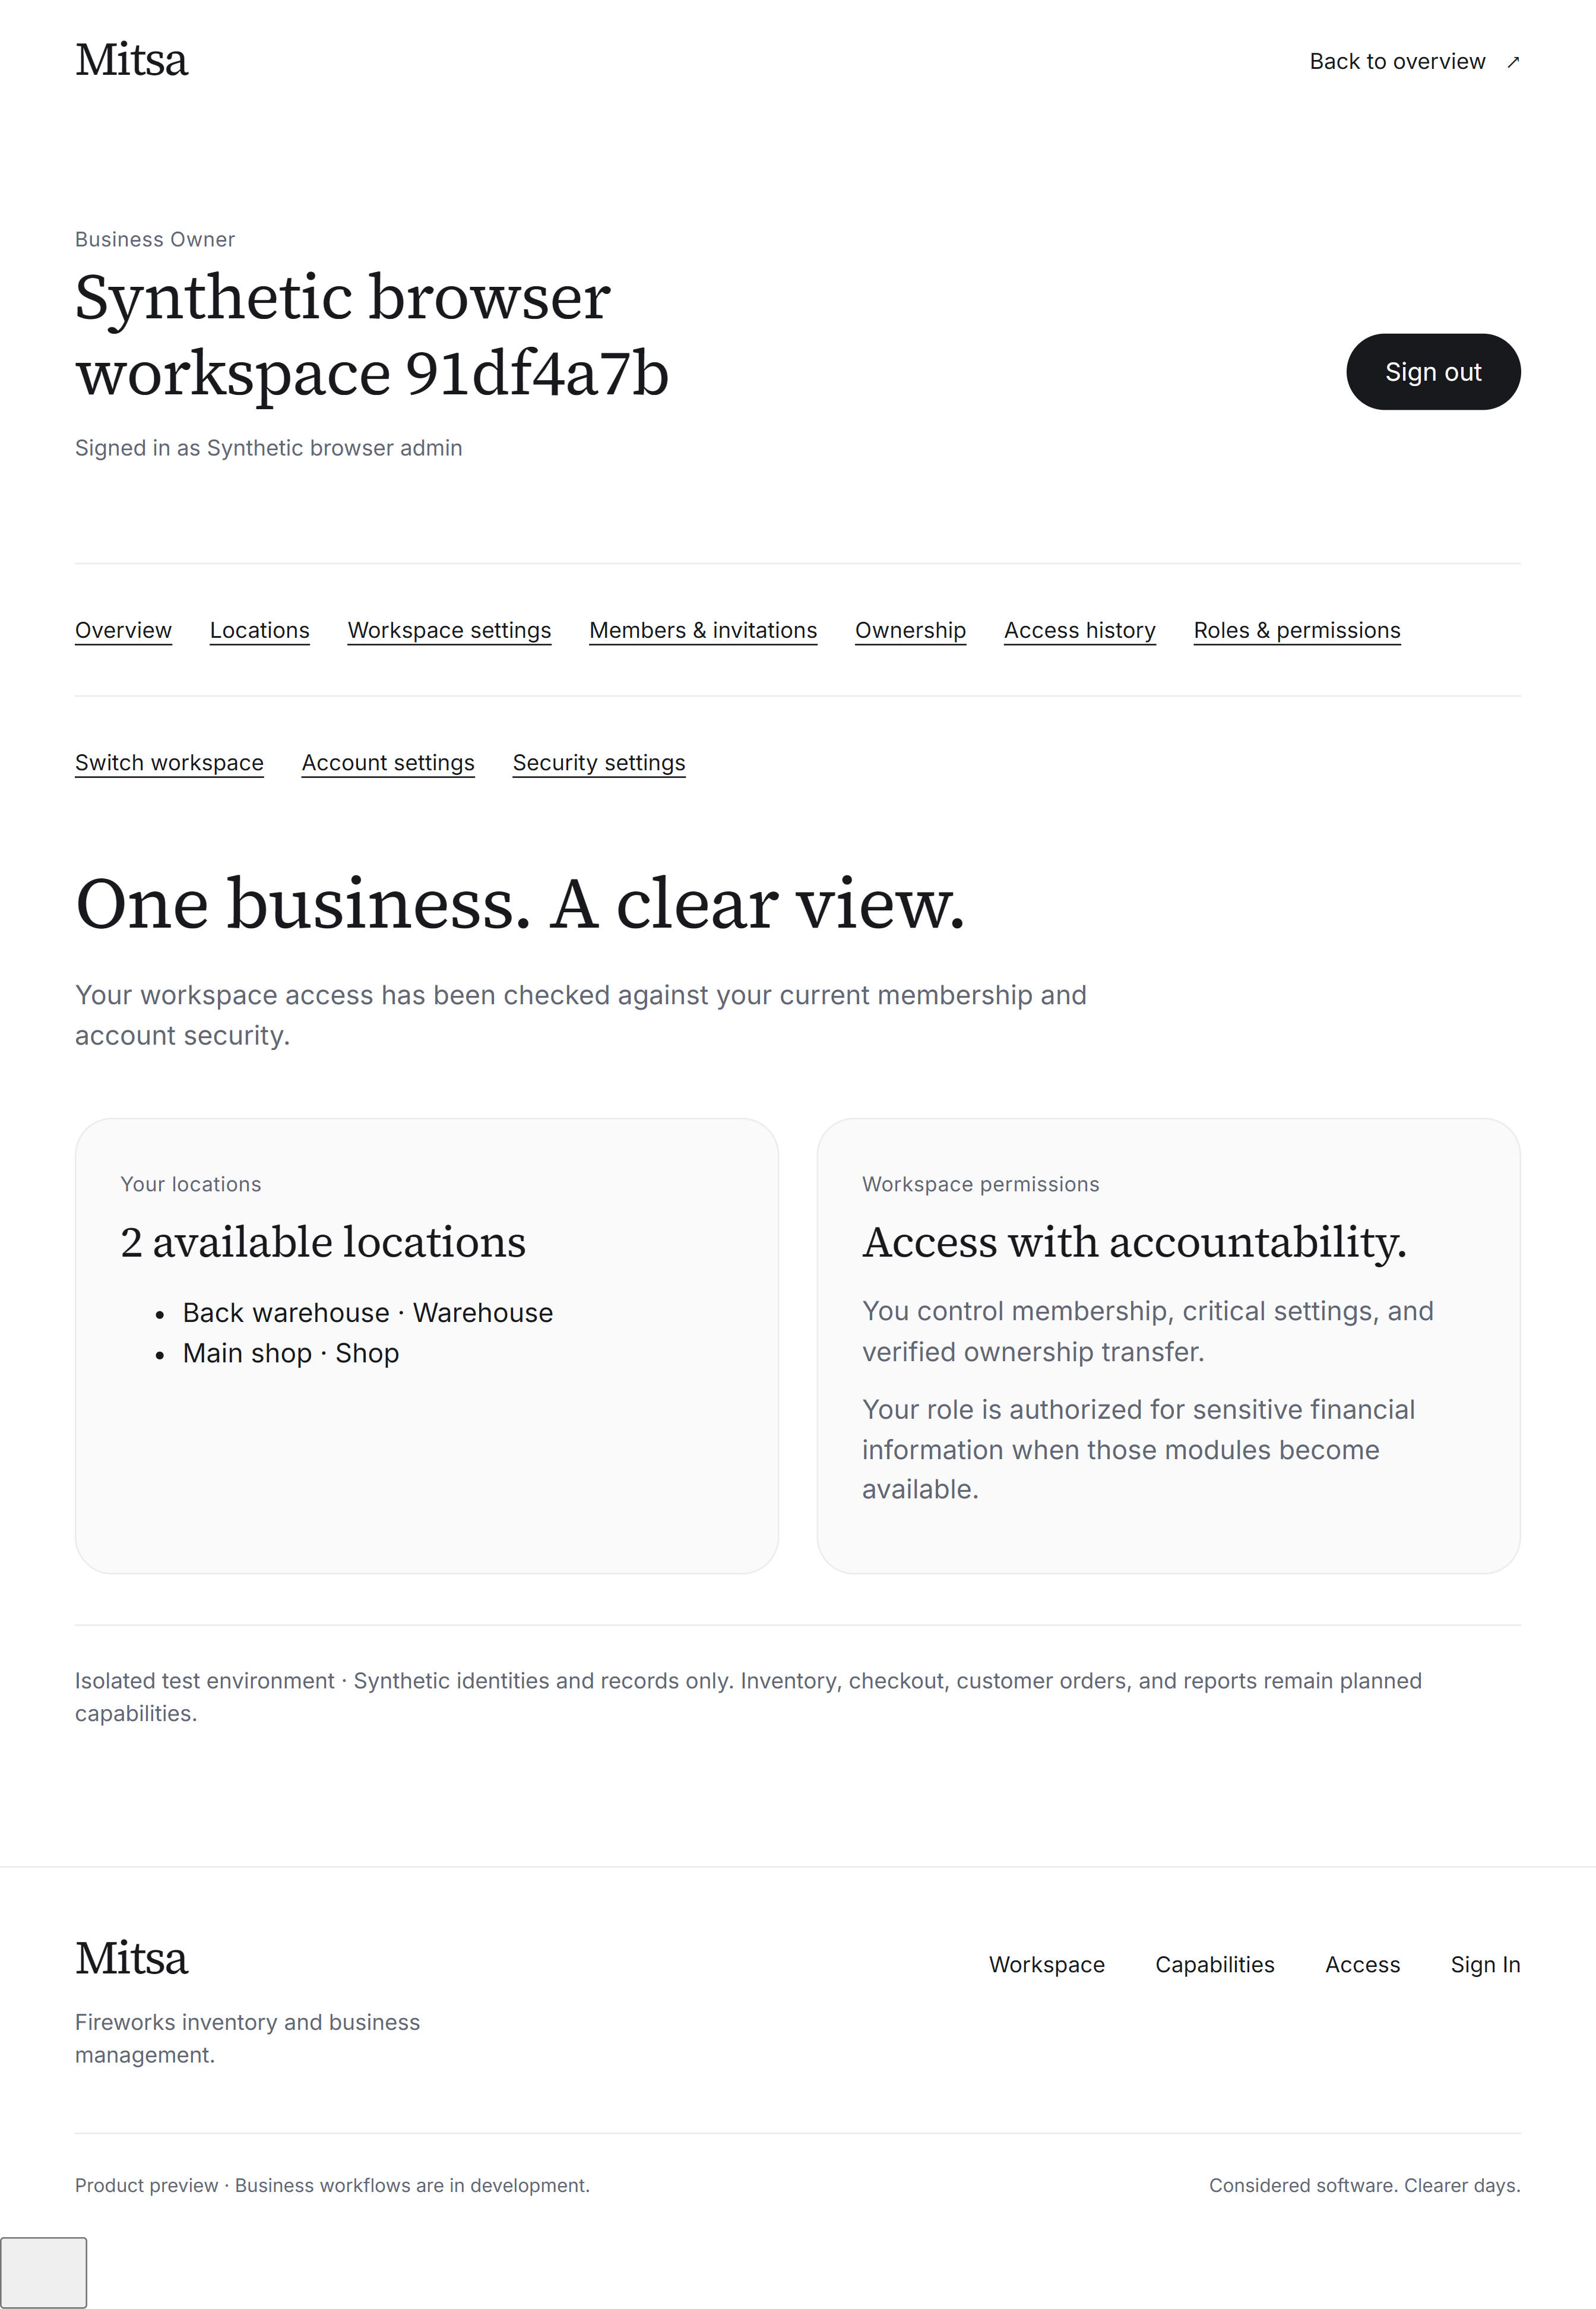 Mitsa
Back to overview ↗
Business Owner
Synthetic browser
workspace 91df4a7b
Sign out
Signed in as Synthetic browser admin
Overview Locations Workspace settings Members & invitations Ownership Access history Roles & permissions
Switch workspace Account settings Security settings
One business. A clear view.
Your workspace access has been checked against your current membership and
account security.
Your locations
2 available locations
• Back warehouse · Warehouse
• Main shop · Shop
Workspace permissions
Access with accountability.
You control membership, critical settings, and
verified ownership transfer.
Your role is authorized for sensitive financial
information when those modules become
available.
Isolated test environment · Synthetic identities and records only. Inventory, checkout, customer orders, and reports remain planned
capabilities.
Mitsa
Workspace Capabilities Access Sign In
Fireworks inventory and business
management.
Product preview · Business workflows are in development.
Considered software. Clearer days.